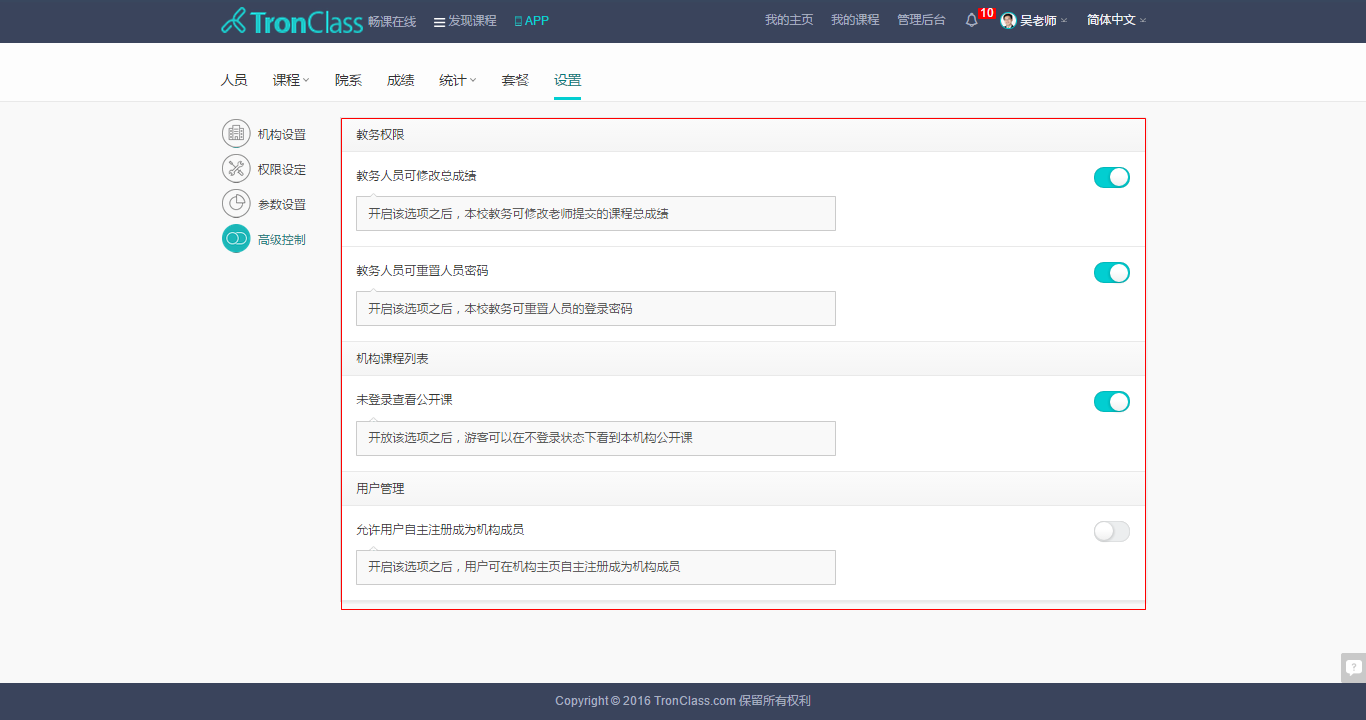 TronClass 畅课在线 发现课程 APP 我的主页 我的课程 管理后台 10 吴老师 简体中文
人员 课程 院系 成绩 统计 套餐 设置
机构设置
权限设定
参数设置
高级控制
教务权限
教务人员可修改总成绩
开启该选项之后，本校教务可修改老师提交的课程总成绩
教务人员可重置人员密码
开启该选项之后，本校教务可重置人员的登录密码
机构课程列表
未登录查看公开课
开放该选项之后，游客可以在不登录状态下看到本机构公开课
用户管理
允许用户自主注册成为机构成员
开启该选项之后，用户可在机构主页自主注册成为机构成员
?
Copyright © 2016 TronClass.com 保留所有权利